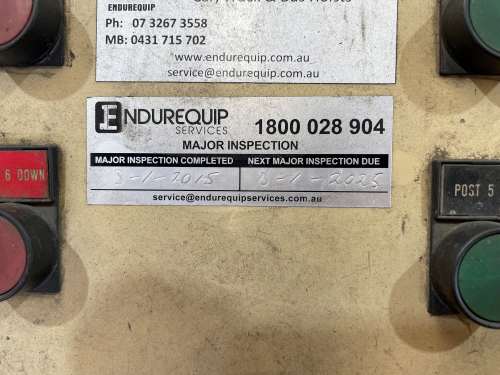 ENDUREQUIP
Ph: 07 3267 3558
MB: 0431 715 702
www.endurequip.com.au
service@endurequip.com.au
ENDUREQUIP
SERVICES
1800 028 904
MAJOR INSPECTION
MAJOR INSPECTION COMPLETED
NEXT MAJOR INSPECTION DUE
8-1-2015
8-1-2025
service@endurequipservices.com.au
6 DOWN
POST 5